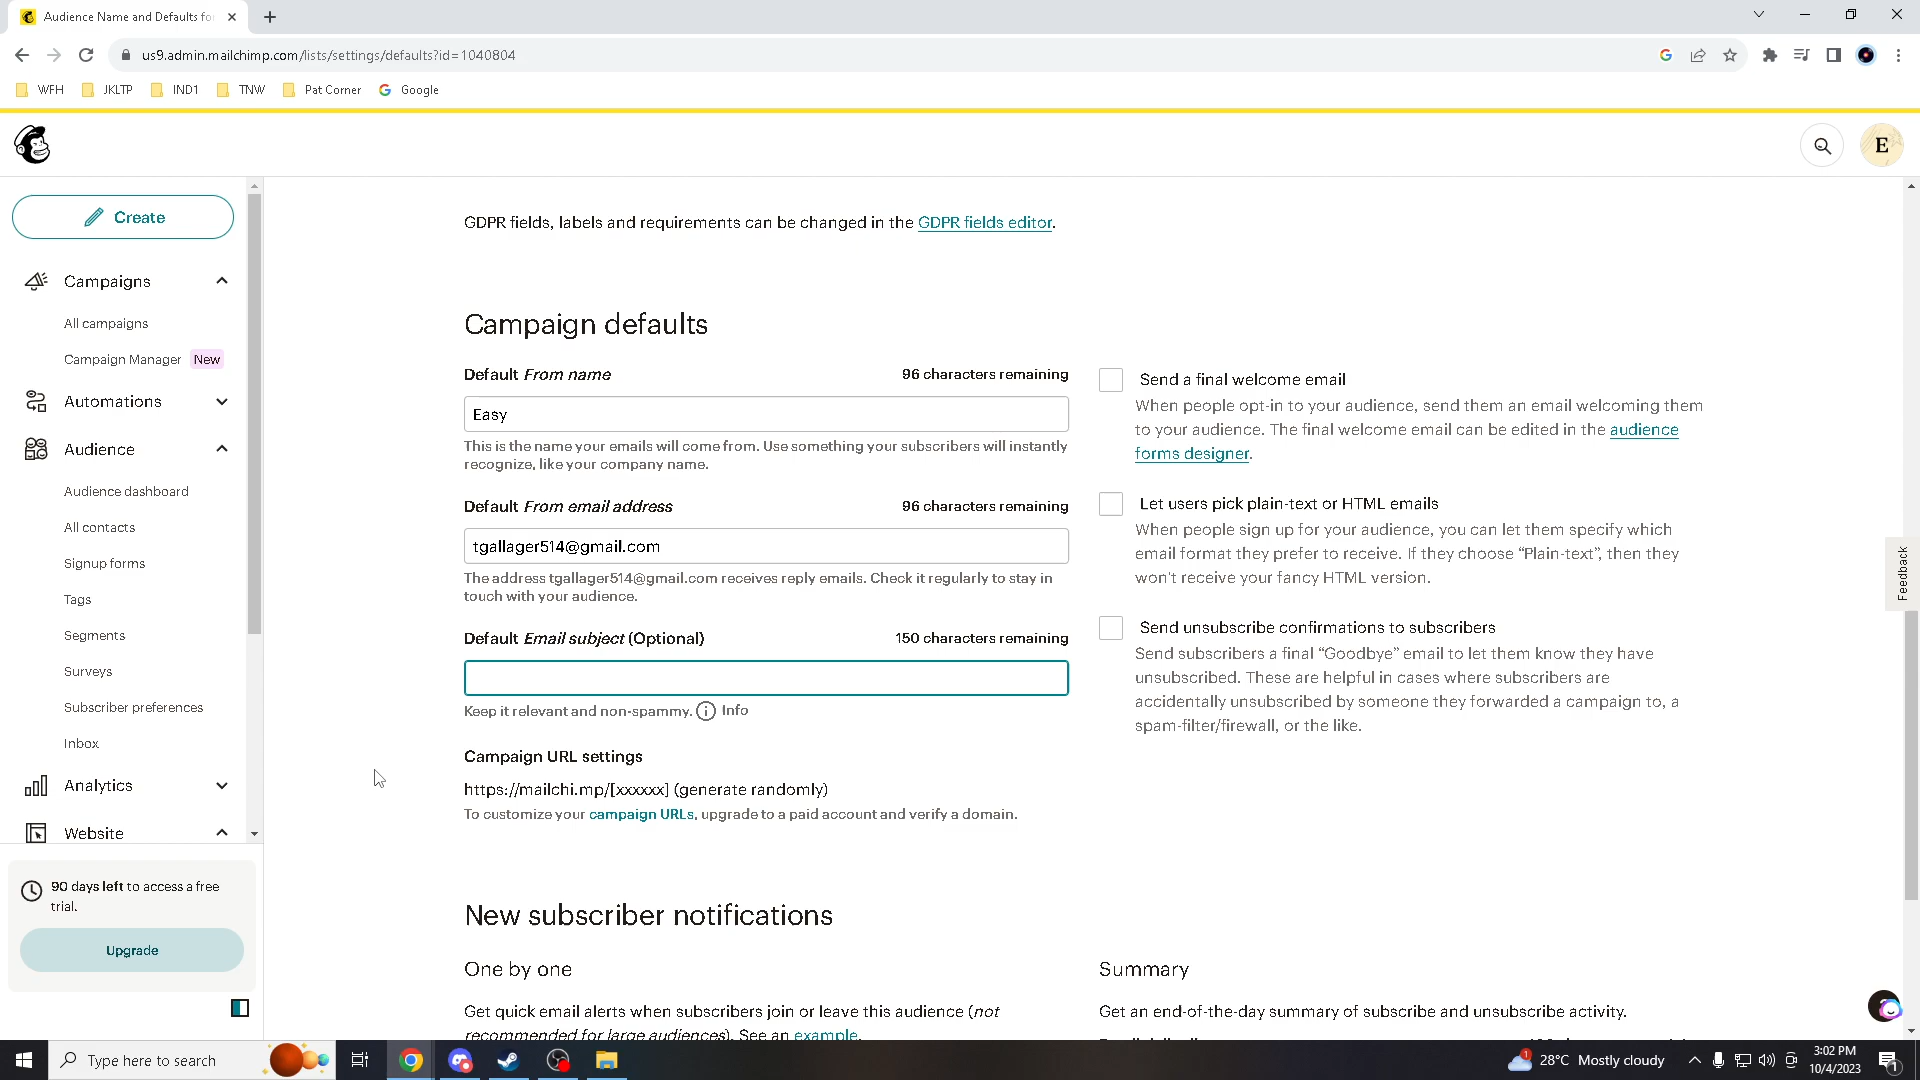 Audience Name and Defaults fo
us9.admin.mailchimp.com/lists/settings/defaults?id=1040804
WFH
JKLTP
IND1
TNW
Pat Corner
Google
E
Create
Campaigns
All campaigns
Campaign Manager New
Automations
Audience
Audience dashboard
All contacts
Signup forms
Tags
Segments
Surveys
Subscriber preferences
Inbox
Analytics
Website
90 days left to access a free
trial.
Upgrade
GDPR fields, labels and requirements can be changed in the GDPR fields editor.
Campaign defaults
Default From name
96 characters remaining
Easy
This is the name your emails will come from. Use something your subscribers will instantly
recognize, like your company name.
Default From email address
96 characters remaining
tgallager514@gmail.com
The address tgallager514@gmail.com receives reply emails. Check it regularly to stay in
touch with your audience.
Default Email subject (Optional)
150 characters remaining
Keep it relevant and non-spammy. Info
Campaign URL settings
https://mailchi.mp/[xxxxxx] (generate randomly)
To customize your campaign URLs, upgrade to a paid account and verify a domain.
Send a final welcome email
When people opt-in to your audience, send them an email welcoming them
to your audience. The final welcome email can be edited in the audience
forms designer.
Let users pick plain-text or HTML emails
When people sign up for your audience, you can let them specify which
email format they prefer to receive. If they choose “Plain-text”, then they
won't receive your fancy HTML version.
Send unsubscribe confirmations to subscribers
Send subscribers a final “Goodbye” email to let them know they have
unsubscribed. These are helpful in cases where subscribers are
accidentally unsubscribed by someone they forwarded a campaign to, a
spam-filter/firewall, or the like.
New subscriber notifications
One by one
Get quick email alerts when subscribers join or leave this audience (not
recommended for large audiences). See an example.
Summary
Get an end-of-the-day summary of subscribe and unsubscribe activity.
Feedback
Type here to search
28°C Mostly cloudy
3:02 PM
10/4/2023